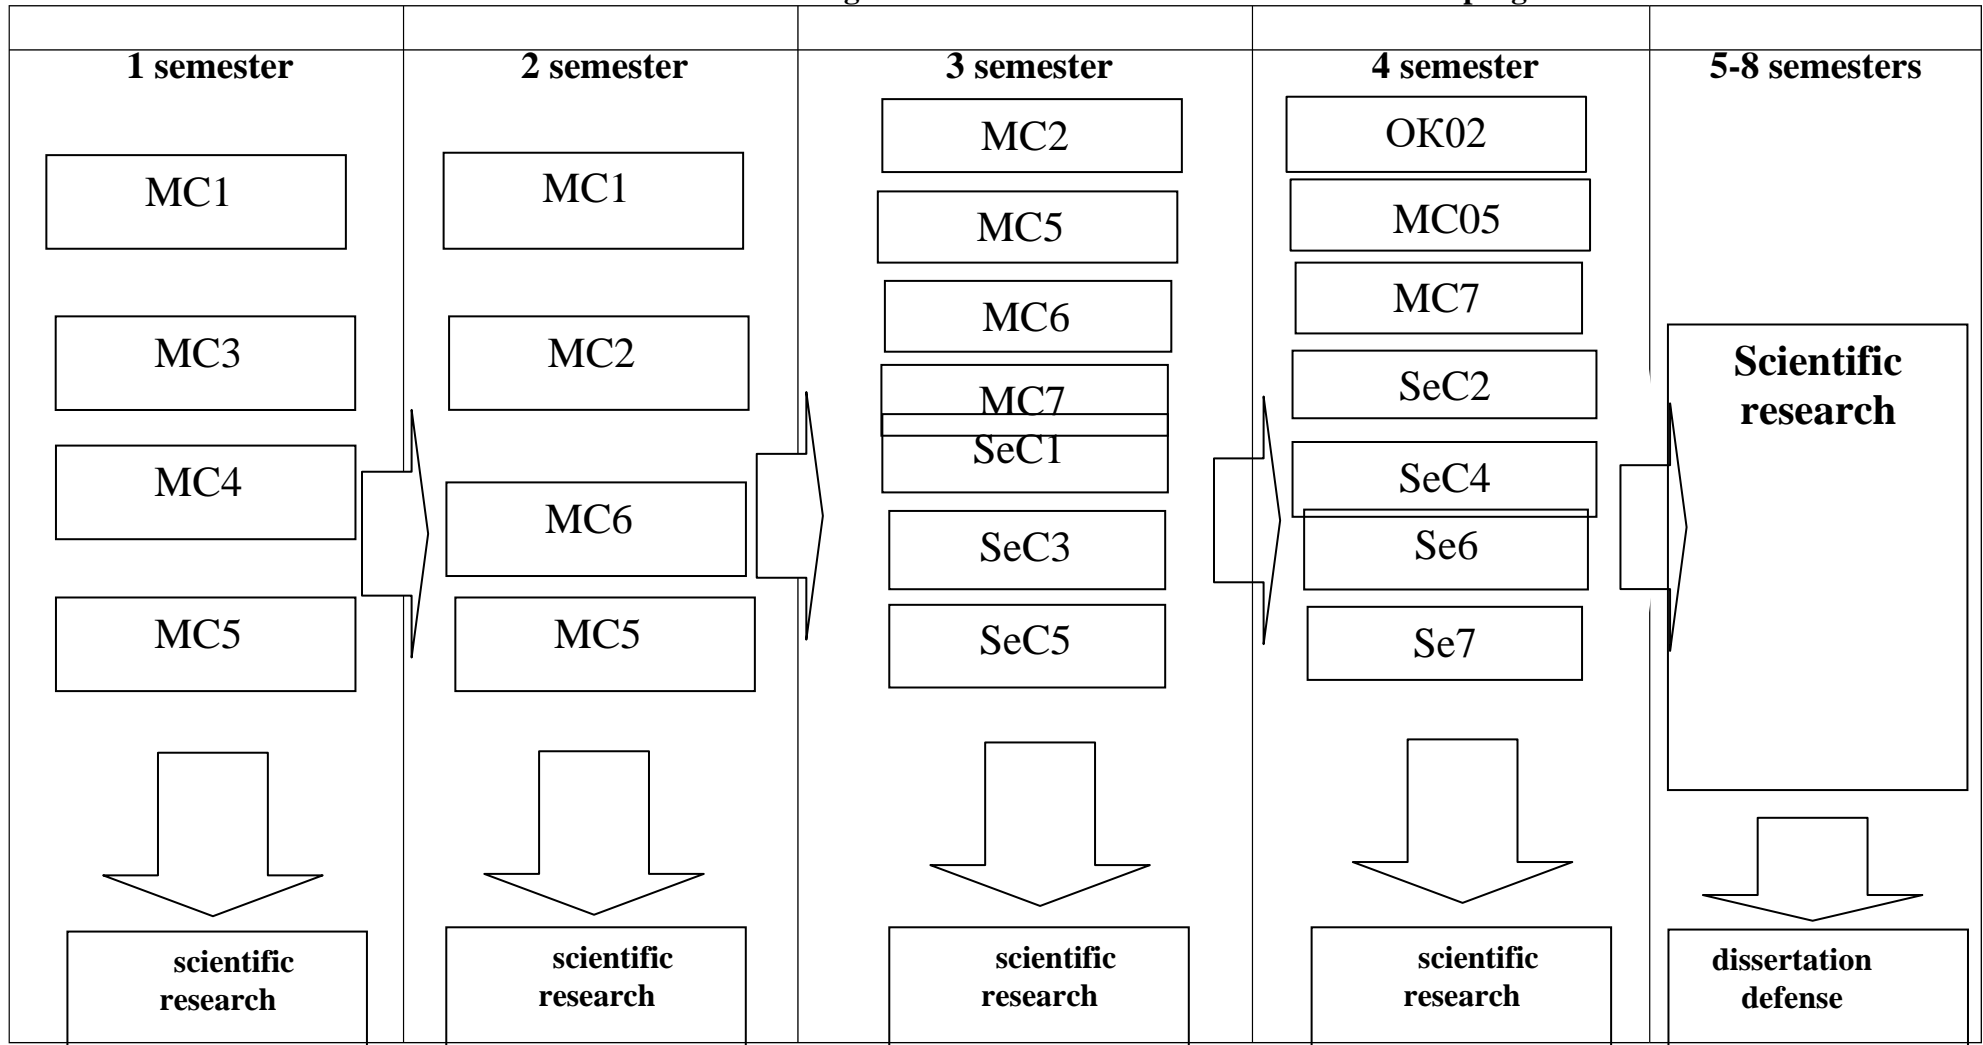 1 semester
2 semester
3 semester
4 semester
5-8 semesters
MC1
MC3
MC4
MC5
scientific
research
MC1
MC2
MC6
MC5
scientific
research
MC2
MC5
MC6
MC7
SeC1
SeC3
SeC5
scientific
research
ОК02
MC05
MC7
SeC2
SeC4
Se6
Se7
scientific
research
Scientific
research
dissertation
defense